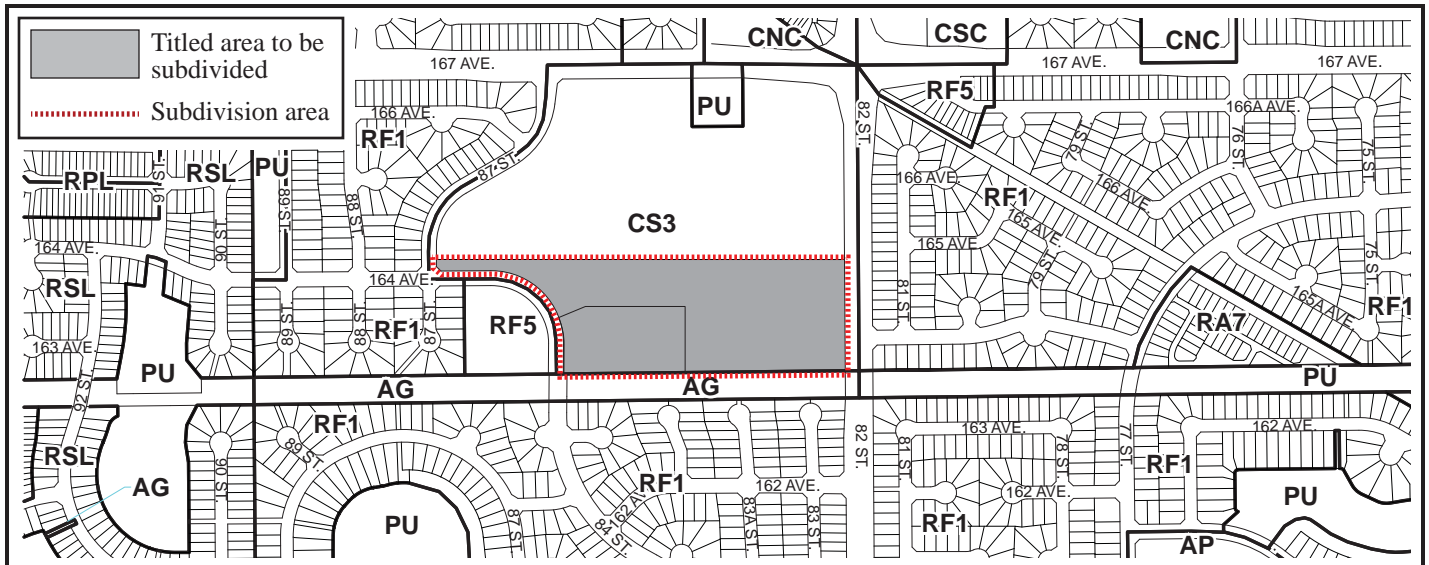 Titled area to be
subdivided
Subdivision area
CNC
CSC
CNC
167 AVE.
167 AVE.
167 AVE.
RF5
PU
82 ST.
166A AVE.
166 AVE.
RF1
79 ST.
76 ST.
75 ST.
87 ST.
RPL
91 ST.
RSL
PU
89 ST.
88 ST.
166 AVE.
166 AVE.
RF1
CS3
165 AVE.
165 AVE.
164 AVE.
90 ST.
79 ST.
75 ST.
164 AVE.
RSL
81 ST.
165A AVE.
RF1
RF5
RF1
89 ST.
88 ST.
87 ST.
RA7
163 AVE.
PU
AG
AG
PU
92 ST.
RF1
89 ST.
82 ST.
81 ST.
163 AVE.
78 ST.
77 ST.
162 AVE.
RSL
90 ST.
AG
RF1
162 AVE.
162 AVE.
RF1
162 AVE.
PU
PU
87 ST.
84 ST.
83A ST.
83 ST.
RF1
AP